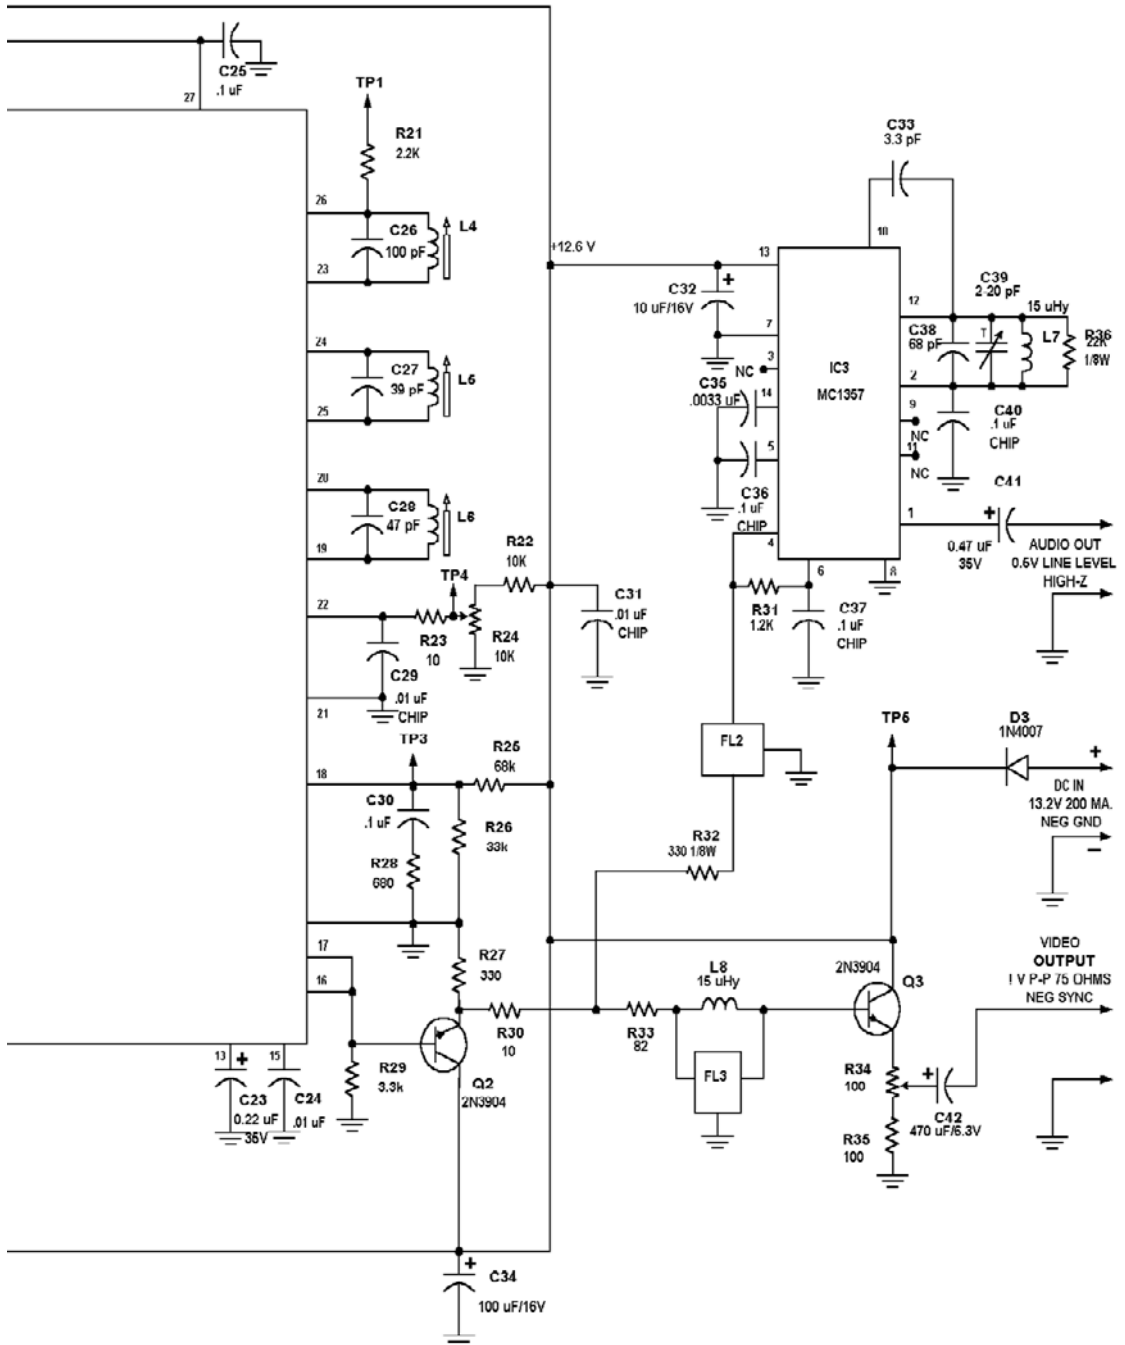 C25
.1 uF
27
TP1
R21
2.2K
26
C26
100 pF
L4
23
24
C27
39 pF
L5
25
20
C28
47 pF
L6
19
22
R23
10
TP4
R22
10K
R24
10K
C31
.01 uF
CHIP
C29
.01 uF
CHIP
21
TP3
18
R25
68k
C30
.1 uF
R26
33k
R28
680
17
16
R27
330
R30
10
R29
3.3k
Q2
2N3904
13
+
C23
0.22 uF
35V
15
C24
.01 uF
+
C34
100 uF/16V
+12.6 V
C33
3.3 pF
10
13
+
C32
10 uF/16V
7
3
NC
C35
.0033 uF
14
5
C36
.1 uF
CHIP
4
IC3
MC1357
12
2
9
NC
11
NC
1
6
8
C39
2-20 pF
T
C38
68 pF
15 uHy
L7
R36
22K
1/8W
C40
.1 uF
CHIP
C41
+
0.47 uF
35V
AUDIO OUT
0.6V LINE LEVEL
HIGH-Z
R31
1.2K
C37
.1 uF
CHIP
FL2
R32
330 1/8W
TP5
D3
1N4007
+
DC IN
13.2V 200 MA.
NEG GND
−
R33
82
L8
15 uHy
FL3
2N3904
Q3
R34
100
R35
100
+
C42
470 uF/6.3V
VIDEO
OUTPUT
1 V P-P 75 OHMS
NEG SYNC